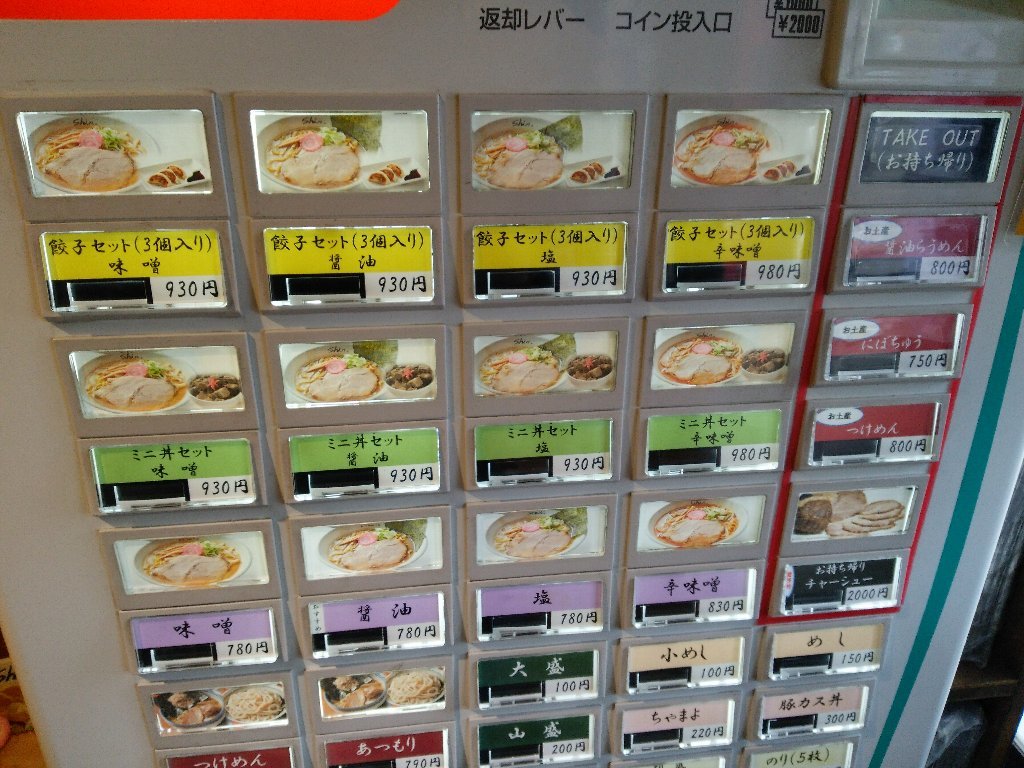 返却レバー コイン投入口
¥2000
TAKE OUT
(お持ち帰り)
餃子セット(3個入り)
味噌
930円
餃子セット(3個入り)
醤油
930円
餃子セット(3個入り)
塩
930円
餃子セット(3個入り)
辛味噌
980円
お土産
醤油らうめん
800円
お土産
にぼちゅう
750円
ミニ丼セット
味噌
930円
ミニ丼セット
醤油
930円
ミニ丼セット
塩
930円
ミニ丼セット
辛味噌
980円
お土産
つけめん
800円
お持ち帰り
チャーシュー
2000円
味噌
780円
おすすめ
醤油
780円
塩
780円
辛味噌
830円
大盛
100円
小めし
100円
めし
150円
つけめん
あつもり
790円
山盛
200円
ちゃまよ
220円
豚カス丼
300円
のり(5枚)